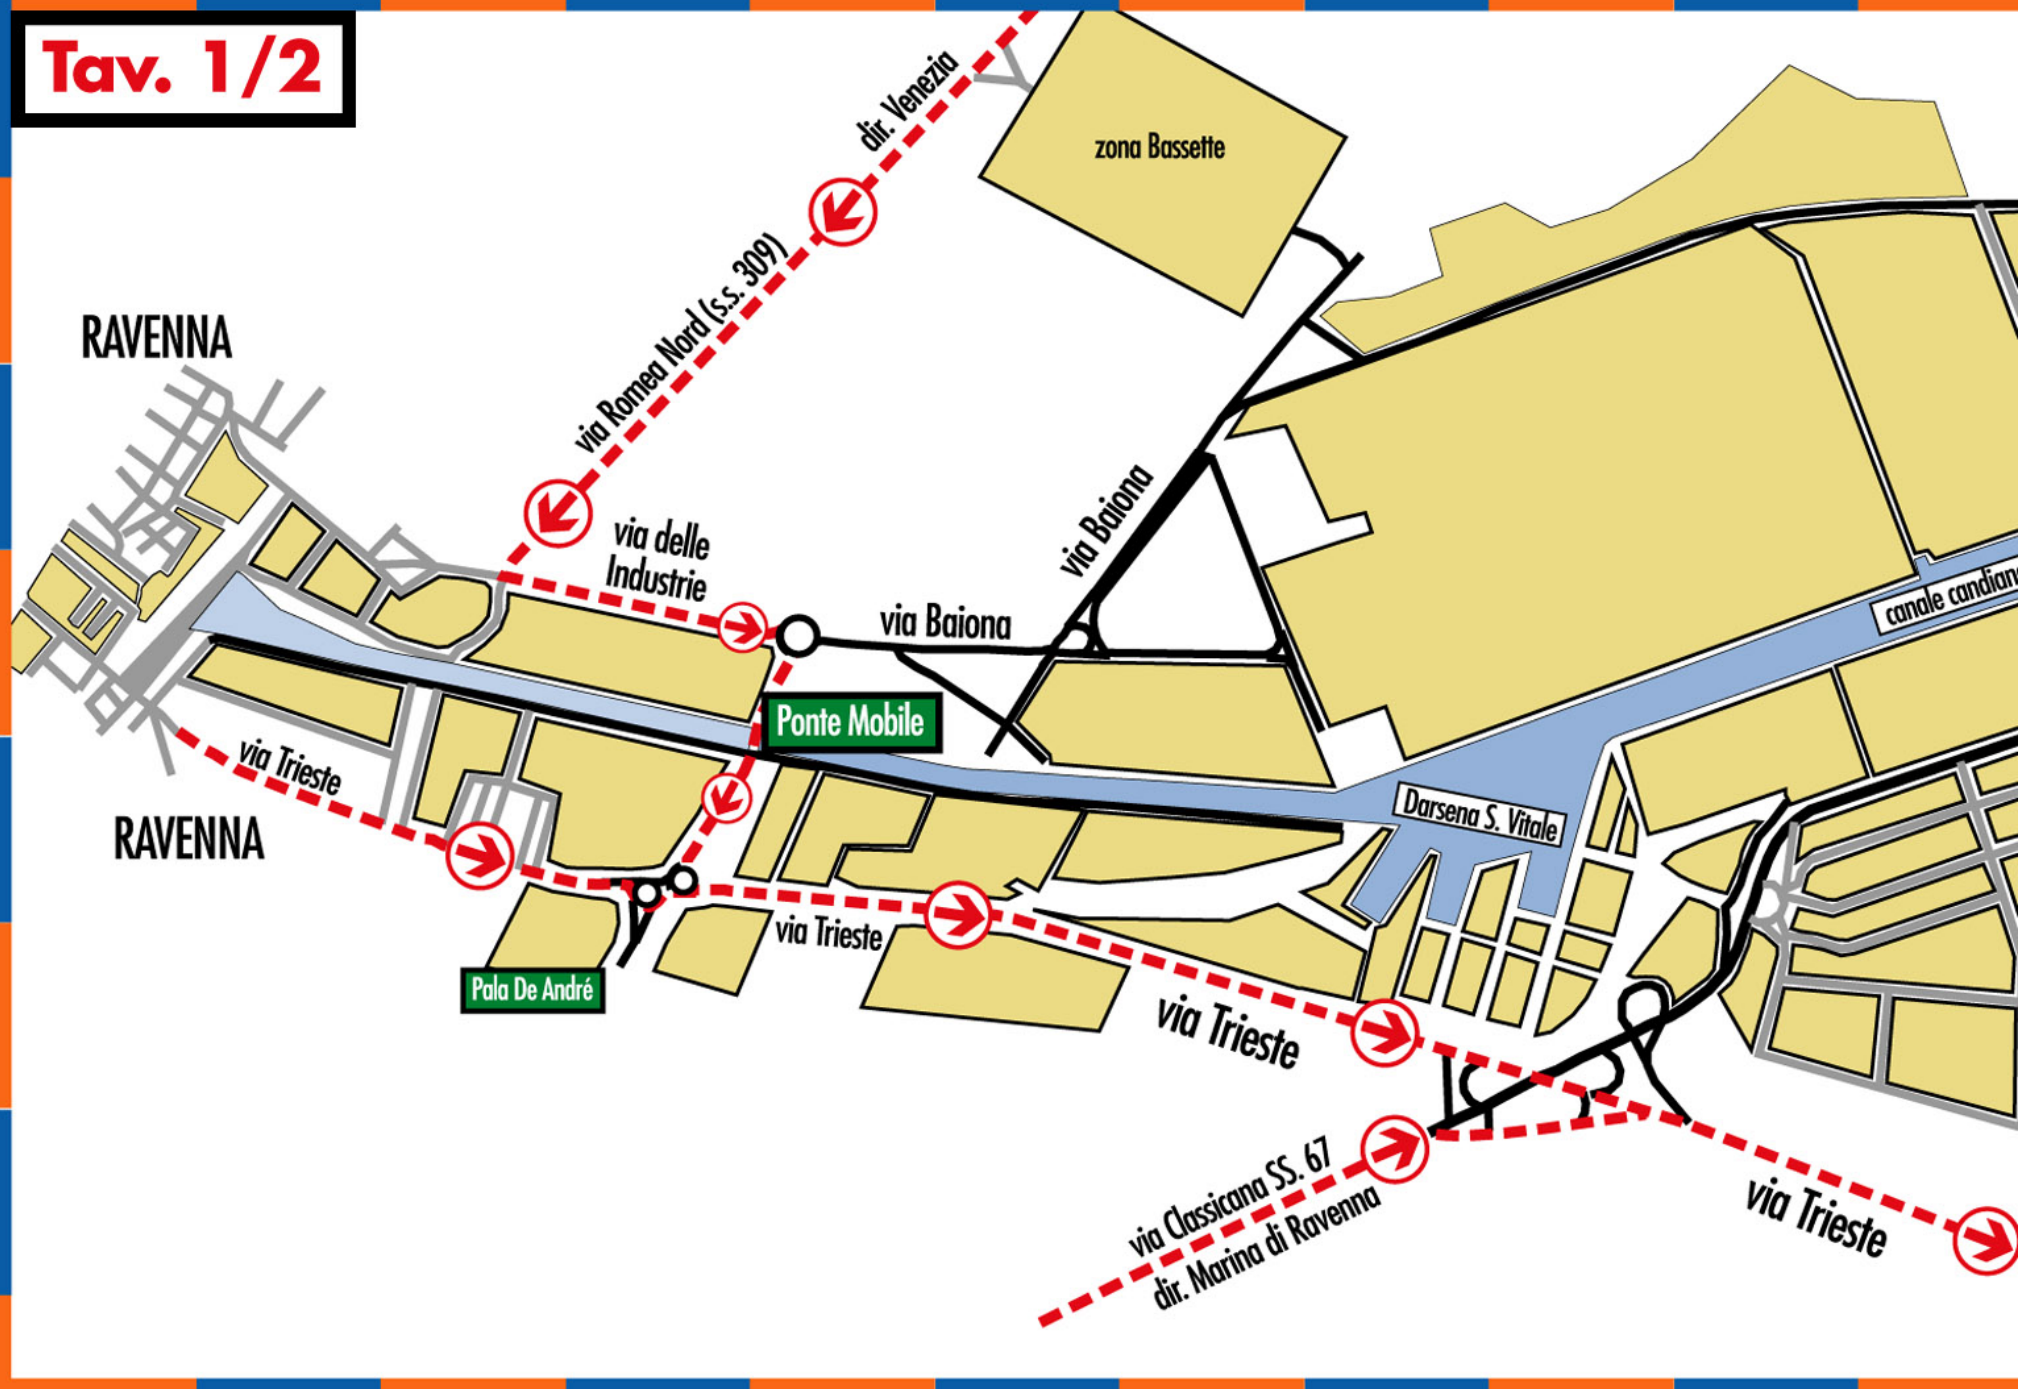 Tav. 1/2
dir. Venezia
zona Bassette
via Romea Nord (s.s. 309)
RAVENNA
via delle
Industrie
via Baiona
via Baiona
canale candian
Ponte Mobile
via Trieste
Darsena S. Vitale
RAVENNA
via Trieste
Pala De André
via Trieste
via Classicana SS. 67
dir. Marina di Ravenna
via Trieste